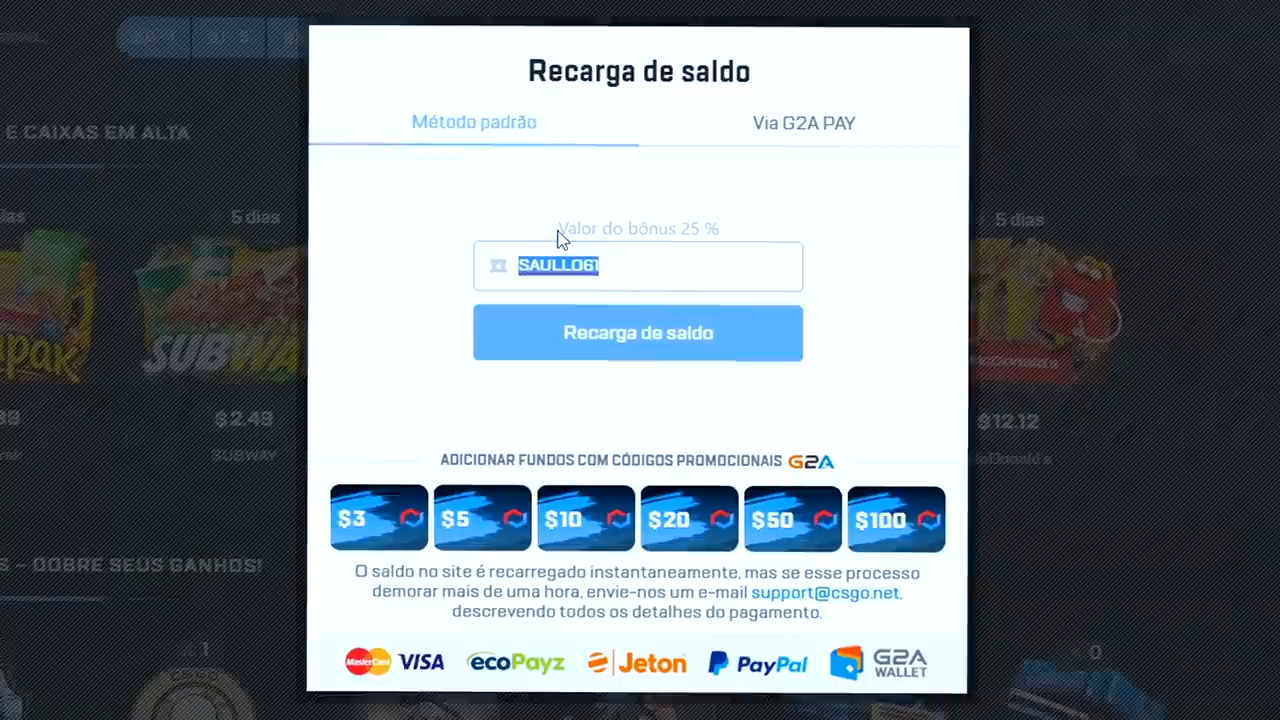 Recarga de saldo
Método padrão
Via G2A PAY
E CAIXAS EM ALTA
5 dias
5 dias
Valor do bônus 25 %
SAULLO61
Recarga de saldo
SUBWA
McDonald's
$2.49
$12.12
SUBWAY
ADICIONAR FUNDOS COM CÓDIGOS PROMOCIONAIS G2A
$3
$5
$10
$20
$50
$100
S - DOBRE SEUS GANHOS!
O saldo no site é recarregado instantaneamente, mas se esse processo
demorar mais de uma hora, envie-nos um e-mail support@csgo.net,
descrevendo todos os detalhes do pagamento.
1
0
MasterCard VISA ecoPayz Jeton PayPal G2A
WALLET